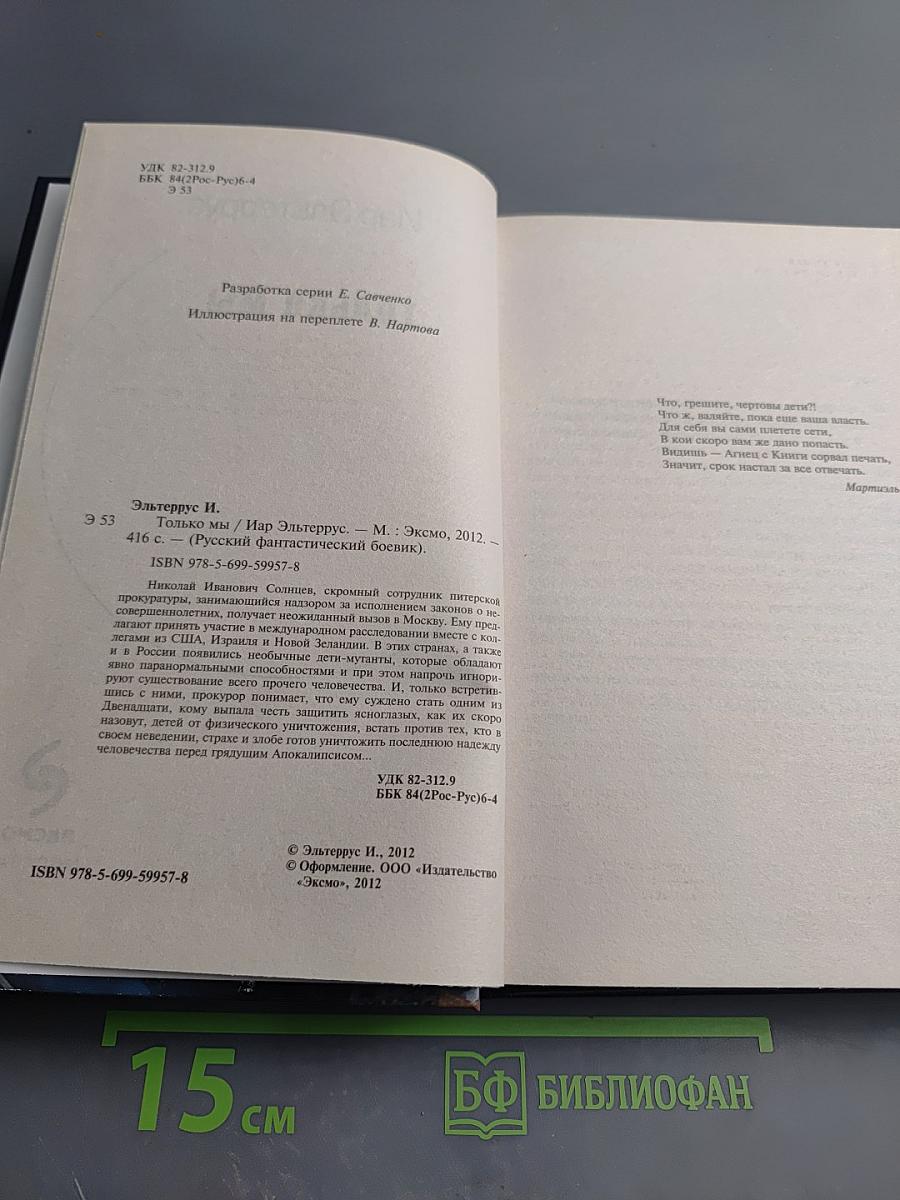 УДК 82-312.9
ББК 84(2Рос-Рус)6-4
Э 53
Разработка серии Е. Савченко
Иллюстрация на переплете В. Нартова
Эльтеррус И.
Э 53 Только мы / Иар Эльтеррус. — М. : Эксмо, 2012. —
416 с. — (Русский фантастический боевик).
ISBN 978-5-699-59957-8
Николай Иванович Солнцев, скромный сотрудник питерской
прокуратуры, занимающийся надзором за исполнением законов о не-
совершеннолетних, получает неожиданный вызов в Москву. Ему пред-
лагают принять участие в международном расследовании вместе с кол-
легами из США, Израиля и Новой Зеландии. В этих странах, а также
и в России появились необычные дети-мутанты, которые обладают
явно паранормальными способностями и при этом напрочь игнори-
руют существование всего прочего человечества. И, только встретив-
шись с ними, прокурор понимает, что ему суждено стать одним из
Двенадцати, кому выпала честь защитить ясноглазых, как их скоро
назовут, детей от физического уничтожения, встать против тех, кто в
своем неведении, страхе и злобе готов уничтожить последнюю надежду
человечества перед грядущим Апокалипсисом...
УДК 82-312.9
ББК 84(2Рос-Рус)6-4
© Эльтеррус И., 2012
© Оформление. ООО «Издательство
«Эксмо», 2012
ISBN 978-5-699-59957-8
Что, грешите, чертовы дети?!
Что ж, валяйте, пока еще ваша власть.
Для себя вы сами плетете сети,
В кои скоро вам же дано попасть.
Видишь — Агнец с Книги сорвал печать,
Значит, срок настал за все отвечать.
Мартиэль
15 см
БФ БИБЛИОФАН